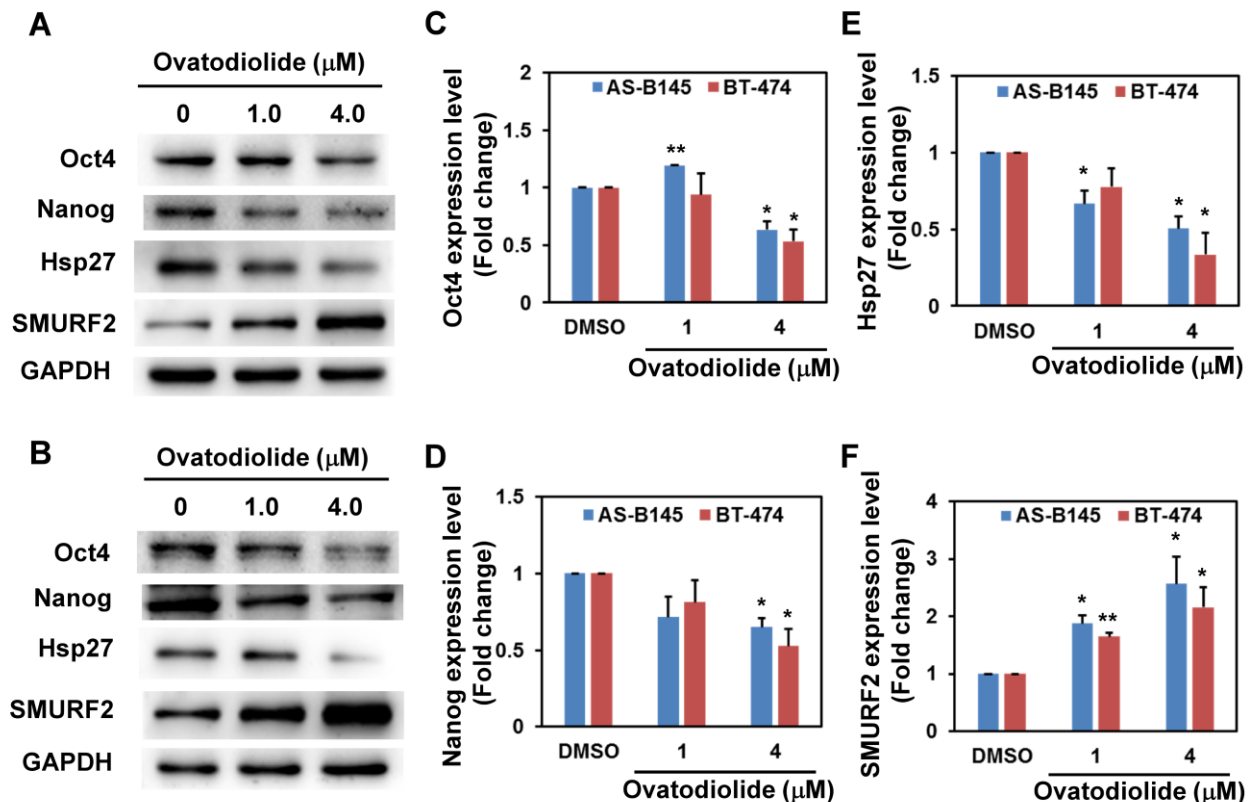 A
Ovatodiolide (μM)
0 1.0 4.0
Oct4
Nanog
Hsp27
SMURF2
GAPDH
B
Ovatodiolide (μM)
0 1.0 4.0
Oct4
Nanog
Hsp27
SMURF2
GAPDH
C
Oct4 expression level
(Fold change)
2
1.5
1
0.5
0
AS-B145 BT-474
**
* *
DMSO 1 4
Ovatodiolide (μM)
D
Nanog expression level
(Fold change)
1.5
1
0.5
0
AS-B145 BT-474
* *
DMSO 1 4
Ovatodiolide (μM)
E
Hsp27 expression level
(Fold change)
1.5
1
0.5
0
AS-B145 BT-474
*
* *
DMSO 1 4
Ovatodiolide (μM)
F
SMURF2 expression level
(Fold change)
4
3
2
1
0
AS-B145 BT-474
* **
* *
DMSO 1 4
Ovatodiolide (μM)